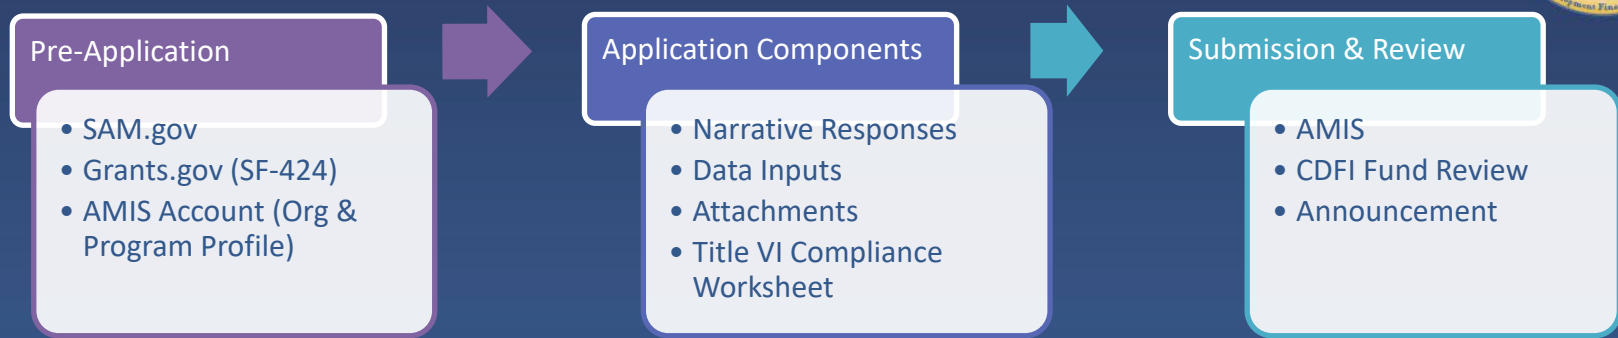 Pre-Application
• SAM.gov
• Grants.gov (SF-424)
• AMIS Account (Org &
Program Profile)
Application Components
• Narrative Responses
• Data Inputs
• Attachments
• Title VI Compliance
Worksheet
Submission & Review
• AMIS
• CDFI Fund Review
• Announcement